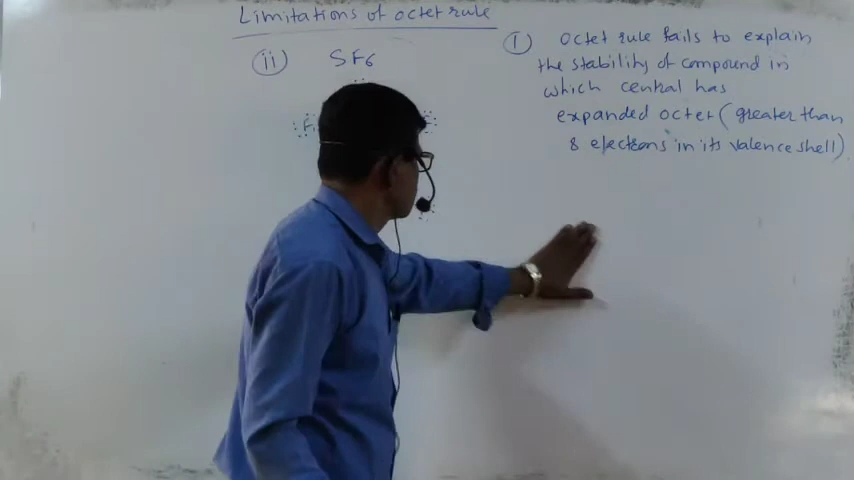 Limitations of octet rule
(ii) SF6
:F
(I) Octet rule fails to explain
the stability of compound in
which central has
expanded octet (greater than
8 electrons in its valence shell)